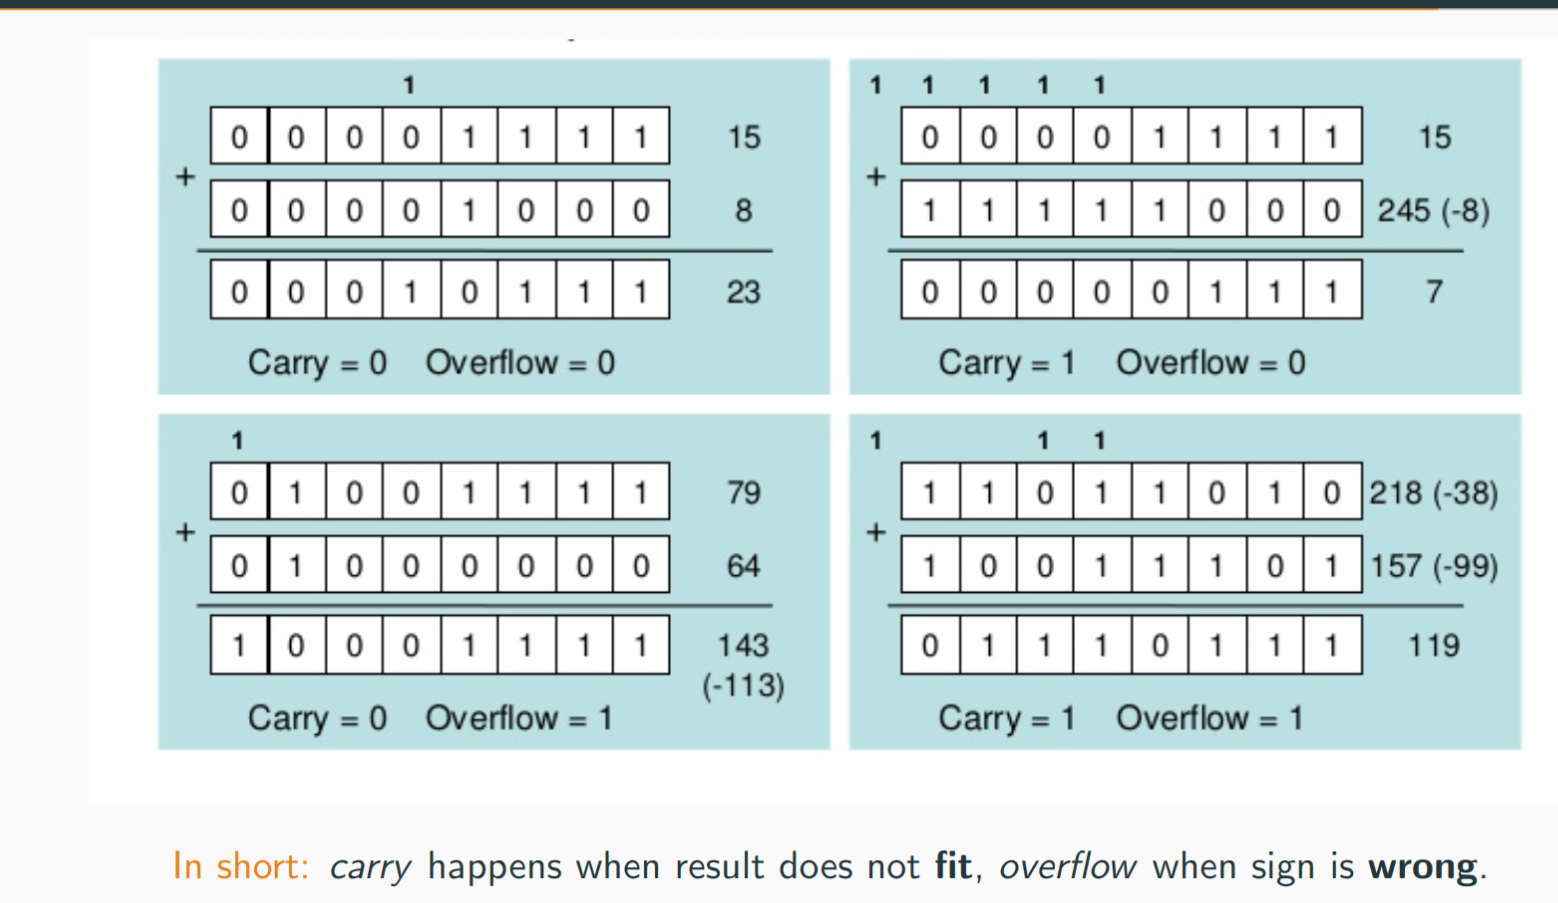 1
0 0 0 0 1 1 1 1 15
+
0 0 0 0 1 0 0 0 8
0 0 0 1 0 1 1 1 23
Carry = 0 Overflow = 0
1 1 1 1 1
0 0 0 0 1 1 1 1 15
+
1 1 1 1 1 0 0 0 245 (-8)
0 0 0 0 0 1 1 1 7
Carry = 1 Overflow = 0
1
0 1 0 0 1 1 1 1 79
+
0 1 0 0 0 0 0 0 64
1 0 0 0 1 1 1 1 143
(-113)
Carry = 0 Overflow = 1
1 1 1
1 1 0 1 1 0 1 0 218 (-38)
+
1 0 0 1 1 1 0 1 157 (-99)
0 1 1 1 0 1 1 1 119
Carry = 1 Overflow = 1
In short: carry happens when result does not fit, overflow when sign is wrong.